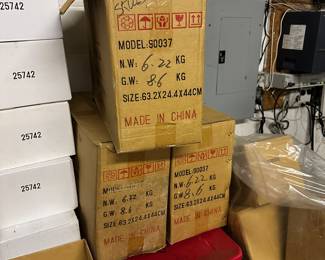 25742
25742
25742
25742
25742
MODEL:S0037
N.W: 6.22 KG
G.W: 8.6 KG
SIZE:63.2X24.4X44CM
MADE IN CHINA
N.W: 6.22 KG
G.W: 8.6 KG
SIZE:63.2X24.4X44CM
MADE IN CHINA
MODEL:S0037
N.W: 6.22 KG
G.W: 8.6 KG
SIZE:63.2X24.4X44CM
MADE IN CHINA